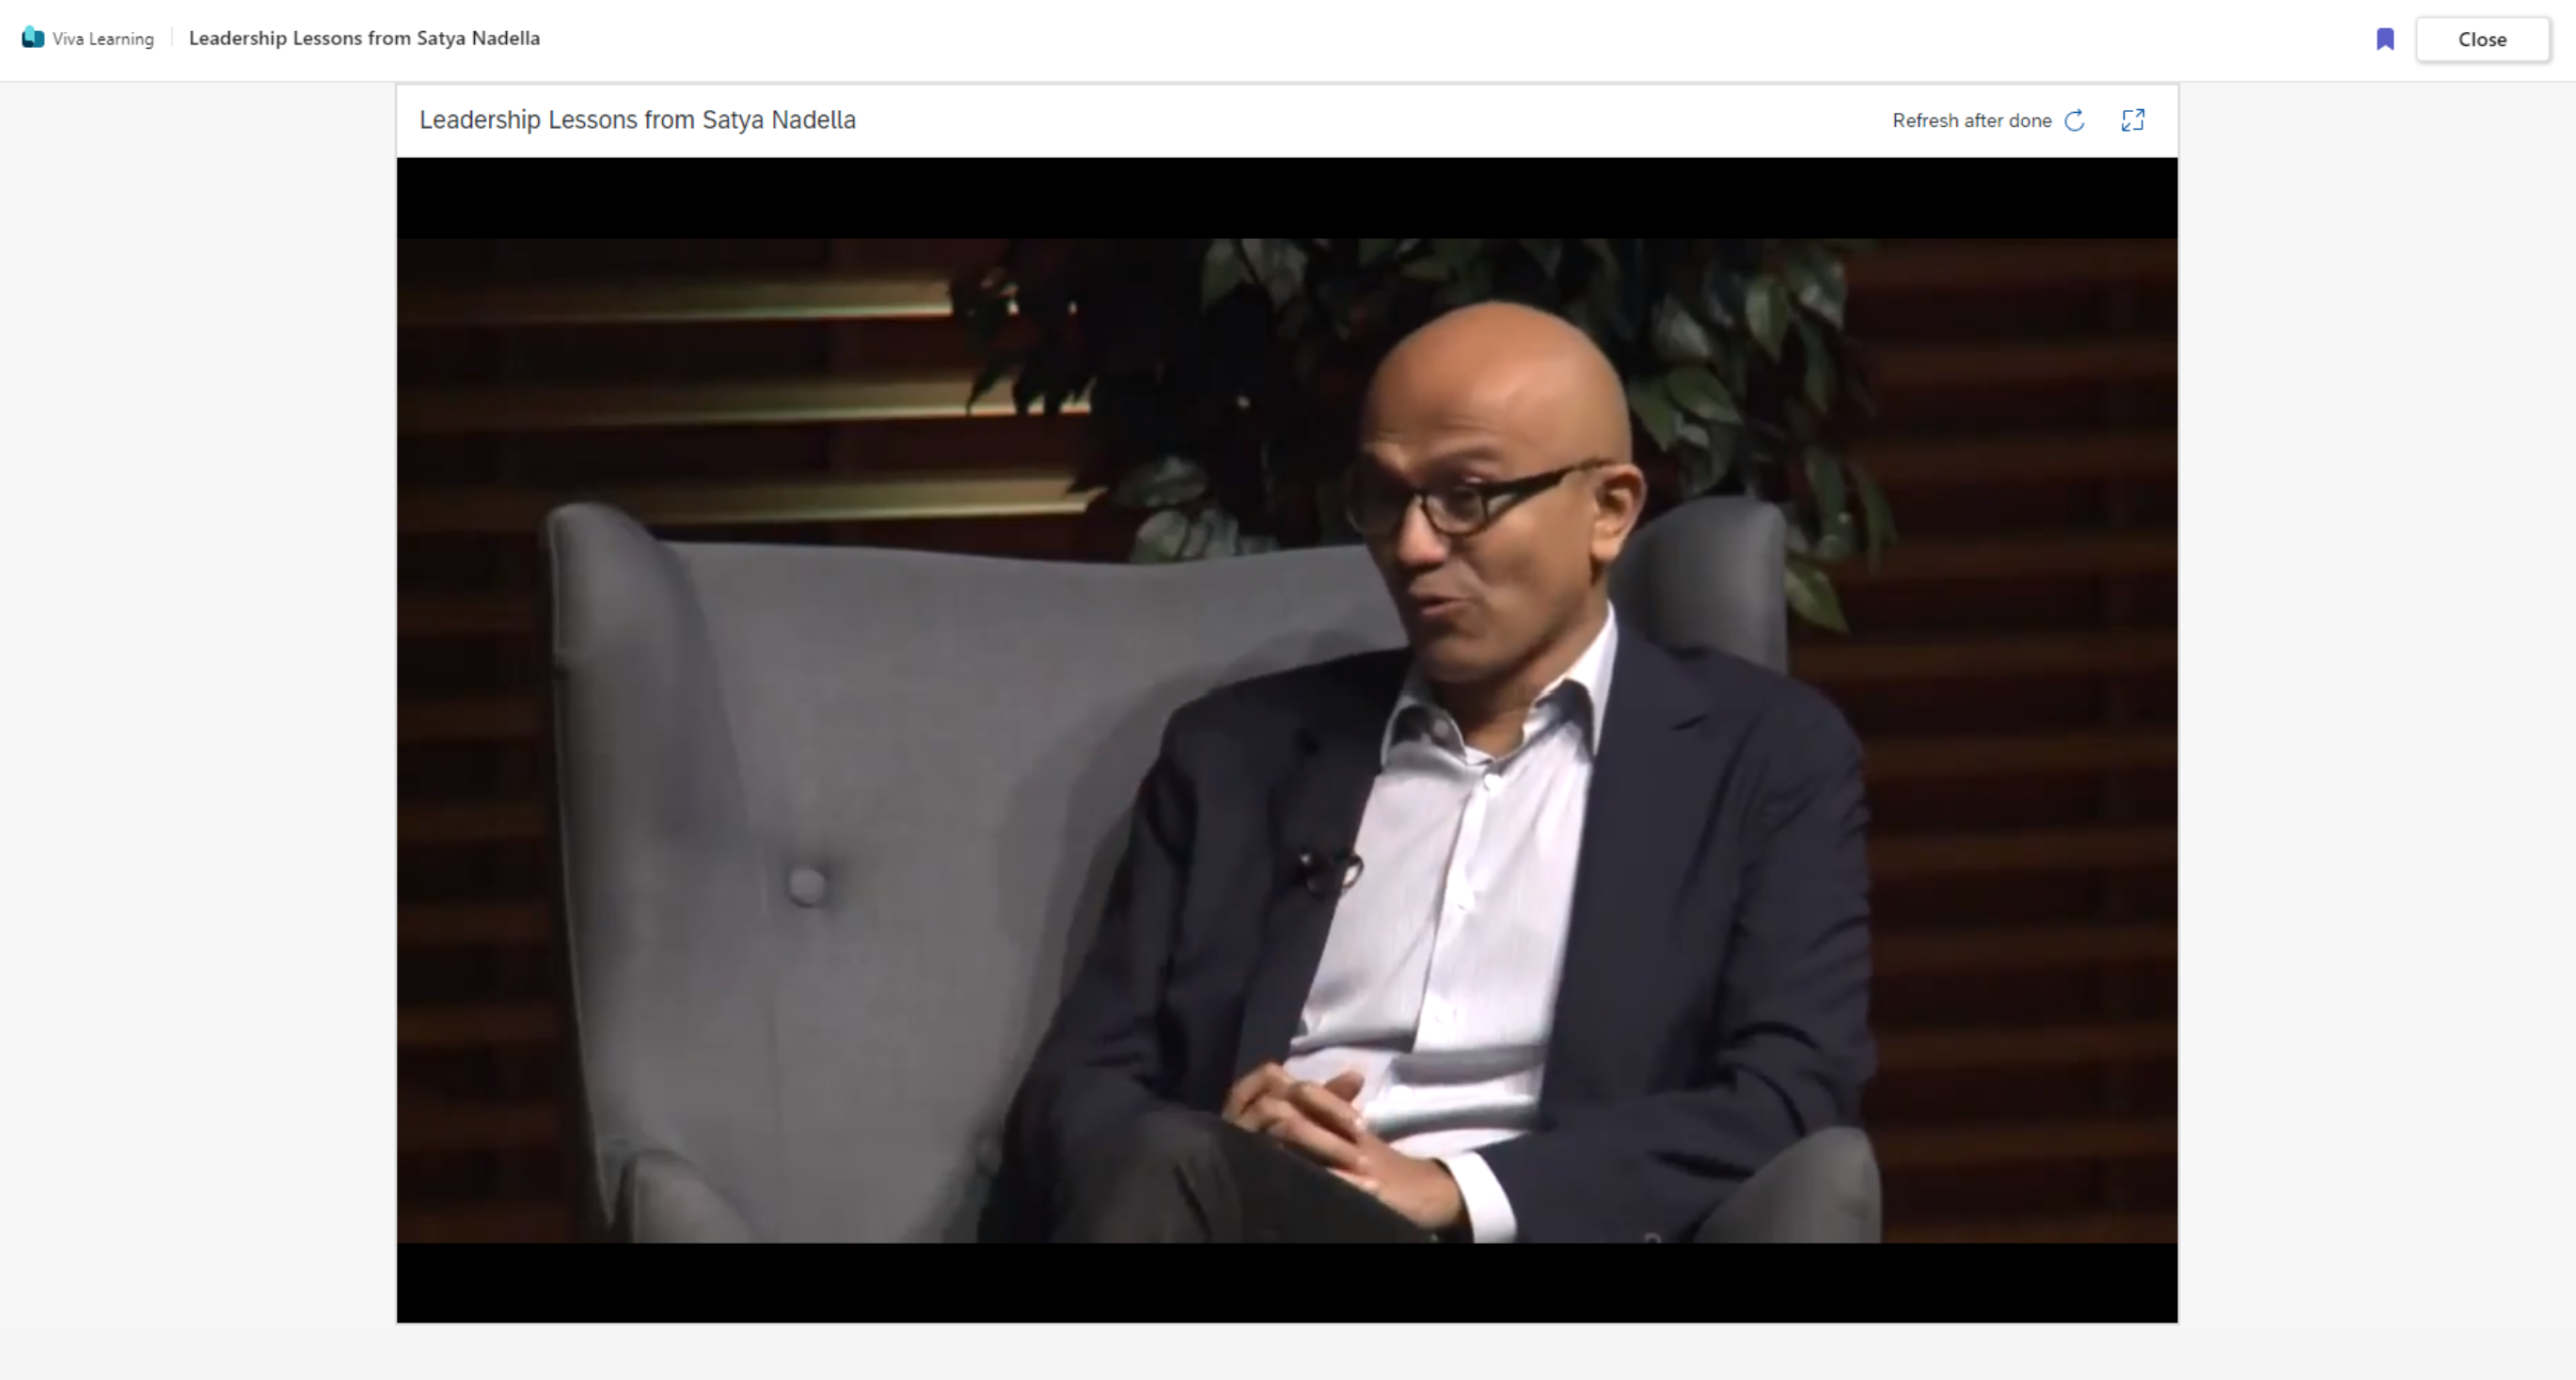 Viva Learning
Leadership Lessons from Satya Nadella
Close
Leadership Lessons from Satya Nadella
Refresh after done